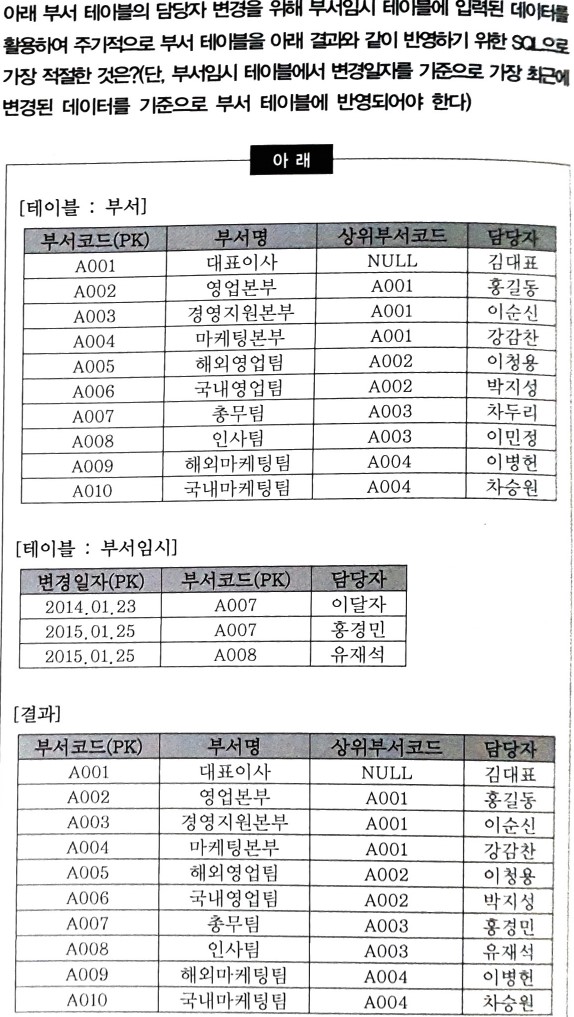 아래 부서 테이블의 담당자 변경을 위해 부서임시 테이블에 입력된 데이터를
활용하여 주기적으로 부서 테이블을 아래 결과와 같이 반영하기 위한 SQL으로
가장 적절한 것은?(단, 부서임시 테이블에서 변경일자를 기준으로 가장 최근에
변경된 데이터를 기준으로 부서 테이블에 반영되어야 한다)
아 래
[테이블 : 부서]
부서코드(PK) 부서명 상위부서코드 담당자
A001 대표이사 NULL 김대표
A002 영업본부 A001 홍길동
A003 경영지원본부 A001 이순신
A004 마케팅본부 A001 강감찬
A005 해외영업팀 A002 이청용
A006 국내영업팀 A002 박지성
A007 총무팀 A003 차두리
A008 인사팀 A003 이민정
A009 해외마케팅팀 A004 이병헌
A010 국내마케팅팀 A004 차승원
[테이블 : 부서임시]
변경일자(PK) 부서코드(PK) 담당자
2014.01.23 A007 이달자
2015.01.25 A007 홍경민
2015.01.25 A008 유재석
[결과]
부서코드(PK) 부서명 상위부서코드 담당자
A001 대표이사 NULL 김대표
A002 영업본부 A001 홍길동
A003 경영지원본부 A001 이순신
A004 마케팅본부 A001 강감찬
A005 해외영업팀 A002 이청용
A006 국내영업팀 A002 박지성
A007 총무팀 A003 홍경민
A008 인사팀 A003 유재석
A009 해외마케팅팀 A004 이병헌
A010 국내마케팅팀 A004 차승원